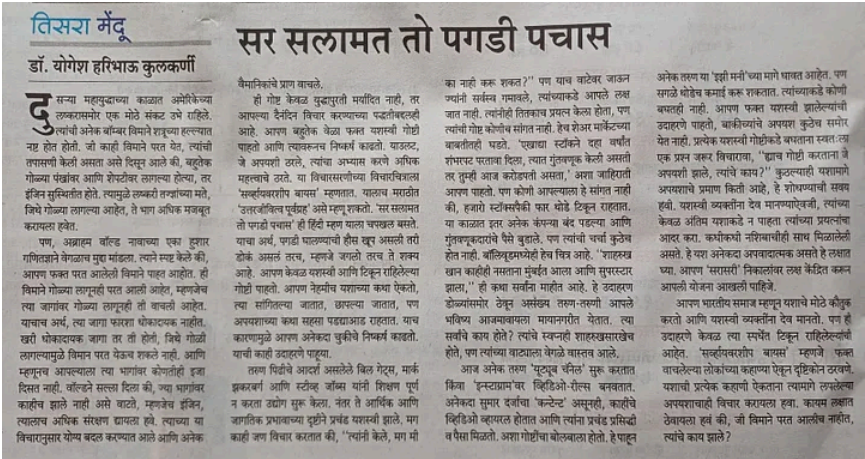 तिसरा मेंदू
डॉ. योगेश हरिभाऊ कुलकर्णी
सर सलामत तो पगडी पचास
दुसऱ्या महायुद्धाच्या काळात अमेरिकेच्या
लष्करासमोर एक मोठे संकट उभे राहिले.
त्यांची अनेक बॉम्बर विमाने शत्रूच्या हल्ल्यात
नष्ट होत होती. जी काही विमाने परत येत, त्यांची
तपासणी केली असता असे दिसून आले की, बहुतेक
गोळ्या पंखांवर आणि शेपटीवर लागल्या होत्या, तर
इंजिन सुस्थितीत होते. त्यामुळे लष्करी तज्ज्ञांच्या मते,
जिथे गोळ्या लागल्या आहेत, ते भाग अधिक मजबूत
करायला हवेत.
पण, अब्राहम वॉल्ड नावाच्या एका हुशार
गणितज्ञाने वेगळाच मुद्दा मांडला. त्याने स्पष्ट केले की,
आपण फक्त परत आलेली विमाने पाहत आहोत. ही
विमाने गोळ्या लागूनही परत आली आहेत, म्हणजेच
त्या जागांवर गोळ्या लागूनही ती वाचली आहेत.
याचाच अर्थ, त्या जागा फारशा धोकादायक नाहीत.
खरी धोकादायक जागा तर ती होती, जिथे गोळी
लागल्यामुळे विमान परत येऊच शकले नाही. आणि
म्हणूनच आपल्याला त्या भागांवर कोणतीही इजा
दिसत नाही. वॉल्डने सल्ला दिला की, ज्या भागांवर
काहीच झाले नाही असे वाटते, म्हणजेच इंजिन,
त्यालाच अधिक संरक्षण द्यायला हवे. त्याच्या या
विचारानुसार योग्य बदल करण्यात आले आणि अनेक
वैमानिकांचे प्राण वाचले.
ही गोष्ट केवळ युद्धापुरती मर्यादित नाही, तर
आपल्या दैनंदिन विचार करण्याच्या पद्धतीबद्दलही
आहे. आपण बहुतेक वेळा फक्त यशस्वी गोष्टी
पाहतो आणि त्यावरूनच निष्कर्ष काढतो. याउलट,
जे अपयशी ठरले, त्यांचा अभ्यास करणे अधिक
महत्त्वाचे ठरते. या विचारसरणीच्या विचारचित्राला
'सर्व्हायवरशीप बायस' म्हणतात. यालाच मराठीत
'उत्तरजीवित्व पूर्वग्रह' असे म्हणू शकतो. 'सर सलामत
तो पगडी पचास' ही हिंदी म्हण याला चपखल बसते.
याचा अर्थ, पगडी घालण्याची हौस खूप असली तरी
डोकं असलं तरच, म्हणजे जगलो तरच ते शक्य
आहे. आपण केवळ यशस्वी आणि टिकून राहिलेल्या
गोष्टी पाहतो. आपण नेहमीच यशाच्या कथा ऐकतो,
त्या सांगितल्या जातात, छापल्या जातात, पण
अपयशाच्या कथा सहसा पडद्याआड राहतात. याच
कारणामुळे आपण अनेकदा चुकीचे निष्कर्ष काढतो.
याची काही उदाहरणे पाहूया.
तरुण पिढीचे आदर्श असलेले बिल गेट्स, मार्क
झकरबर्ग आणि स्टीव्ह जॉब्स यांनी शिक्षण पूर्ण
न करता उद्योग सुरू केला. नंतर ते आर्थिक आणि
जागतिक प्रभावाच्या दृष्टीने प्रचंड यशस्वी झाले. मग
काही जण विचार करतात की, "त्यांनी केले, मग मी
का नाही करू शकत?" पण याच वाटेवर जाऊन
ज्यांनी सर्वस्व गमावले, त्यांच्याकडे आपले लक्ष
जात नाही. त्यांनीही तितकाच प्रयत्न केला होता, पण
त्यांची गोष्ट कोणीच सांगत नाही. हेच शेअर मार्केटच्या
बाबतीतही घडते. "एखाद्या स्टॉकने दहा वर्षांत
शंभरपट परतावा दिला, त्यात गुंतवणूक केली असती
तर तुम्ही आज करोडपती असता,' अशा जाहिराती
आपण पाहतो. पण कोणी आपल्याला हे सांगत नाही
की, हजारो स्टॉक्सपैकी फार थोडे टिकून राहतात.
या काळात इतर अनेक कंपन्या बंद पडल्या आणि
गुंतवणूकदारांचे पैसे बुडाले. पण त्यांची चर्चा कुठेच
होत नाही. बॉलिवूडमध्येही हेच चित्र आहे. "शाहरुख
खान काहीही नसताना मुंबईत आला आणि सुपरस्टार
झाला," ही कथा सर्वांना माहीत आहे. हे उदाहरण
डोळ्यांसमोर ठेवून असंख्य तरुण-तरुणी आपले
भविष्य आजमावायला मायानगरीत येतात. त्या
सर्वांचे काय होते? त्यांचे स्वप्नही शाहरुखसारखेच
होते, पण त्यांच्या वाट्याला वेगळे वास्तव आले.
आज अनेक तरुण 'यूट्यूब चॅनेल' सुरू करतात
किंवा 'इन्स्टाग्राम'वर व्हिडिओ-रील्स बनवतात.
अनेकदा सुमार दर्जाचा 'कन्टेन्ट' असूनही, काहींचे
व्हिडिओ व्हायरल होतात आणि त्यांना प्रचंड प्रसिद्धी
व पैसा मिळतो. अशा गोष्टींचा बोलबाला होतो. हे पाहून
अनेक तरुण या 'इझी मनी'च्या मागे धावत आहेत. पण
सगळे थोडेच कमाई करू शकतात. त्यांच्याकडे कोणी
बघतही नाही. आपण फक्त यशस्वी झालेल्यांची
उदाहरणे पाहतो, बाकीच्यांचे अपयश कुठेच समोर
येत नाही. प्रत्येक यशस्वी गोष्टीकडे बघताना स्वतःला
एक प्रश्न जरूर विचारावा, "ह्याच गोष्टी करताना जे
अपयशी झाले, त्यांचे काय?" कुठल्याही यशामागे
अपयशाचे प्रमाण किती आहे, हे शोधण्याची सवय
हवी. यशस्वी व्यक्तींना देव मानण्याऐवजी, त्यांच्या
केवळ अंतिम यशाकडे न पाहता त्यांच्या प्रयत्नांचा
आदर करा. कधीकधी नशिबाचीही साथ मिळालेली
असते. हे यश अनेकदा अपवादात्मक असते हे लक्षात
घ्या. आपण 'सरासरी' निकालांवर लक्ष केंद्रित करून
आपली योजना आखली पाहिजे.
आपण भारतीय समाज म्हणून यशाचे मोठे कौतुक
करतो आणि यशस्वी व्यक्तींना देव मानतो. पण ही
उदाहरणे केवळ त्या स्पर्धेत टिकून राहिलेल्यांची
आहेत. 'सर्व्हायवरशीप बायस' म्हणजे फक्त
वाचलेल्या लोकांच्या कहाण्या ऐकून दृष्टिकोन ठरवणे.
यशाची प्रत्येक कहाणी ऐकताना त्यामागे लपलेल्या
अपयशाचाही विचार करायला हवा. कायम लक्षात
ठेवायला हवं की, जी विमाने परत आलीच नाहीत,
त्यांचे काय झाले?